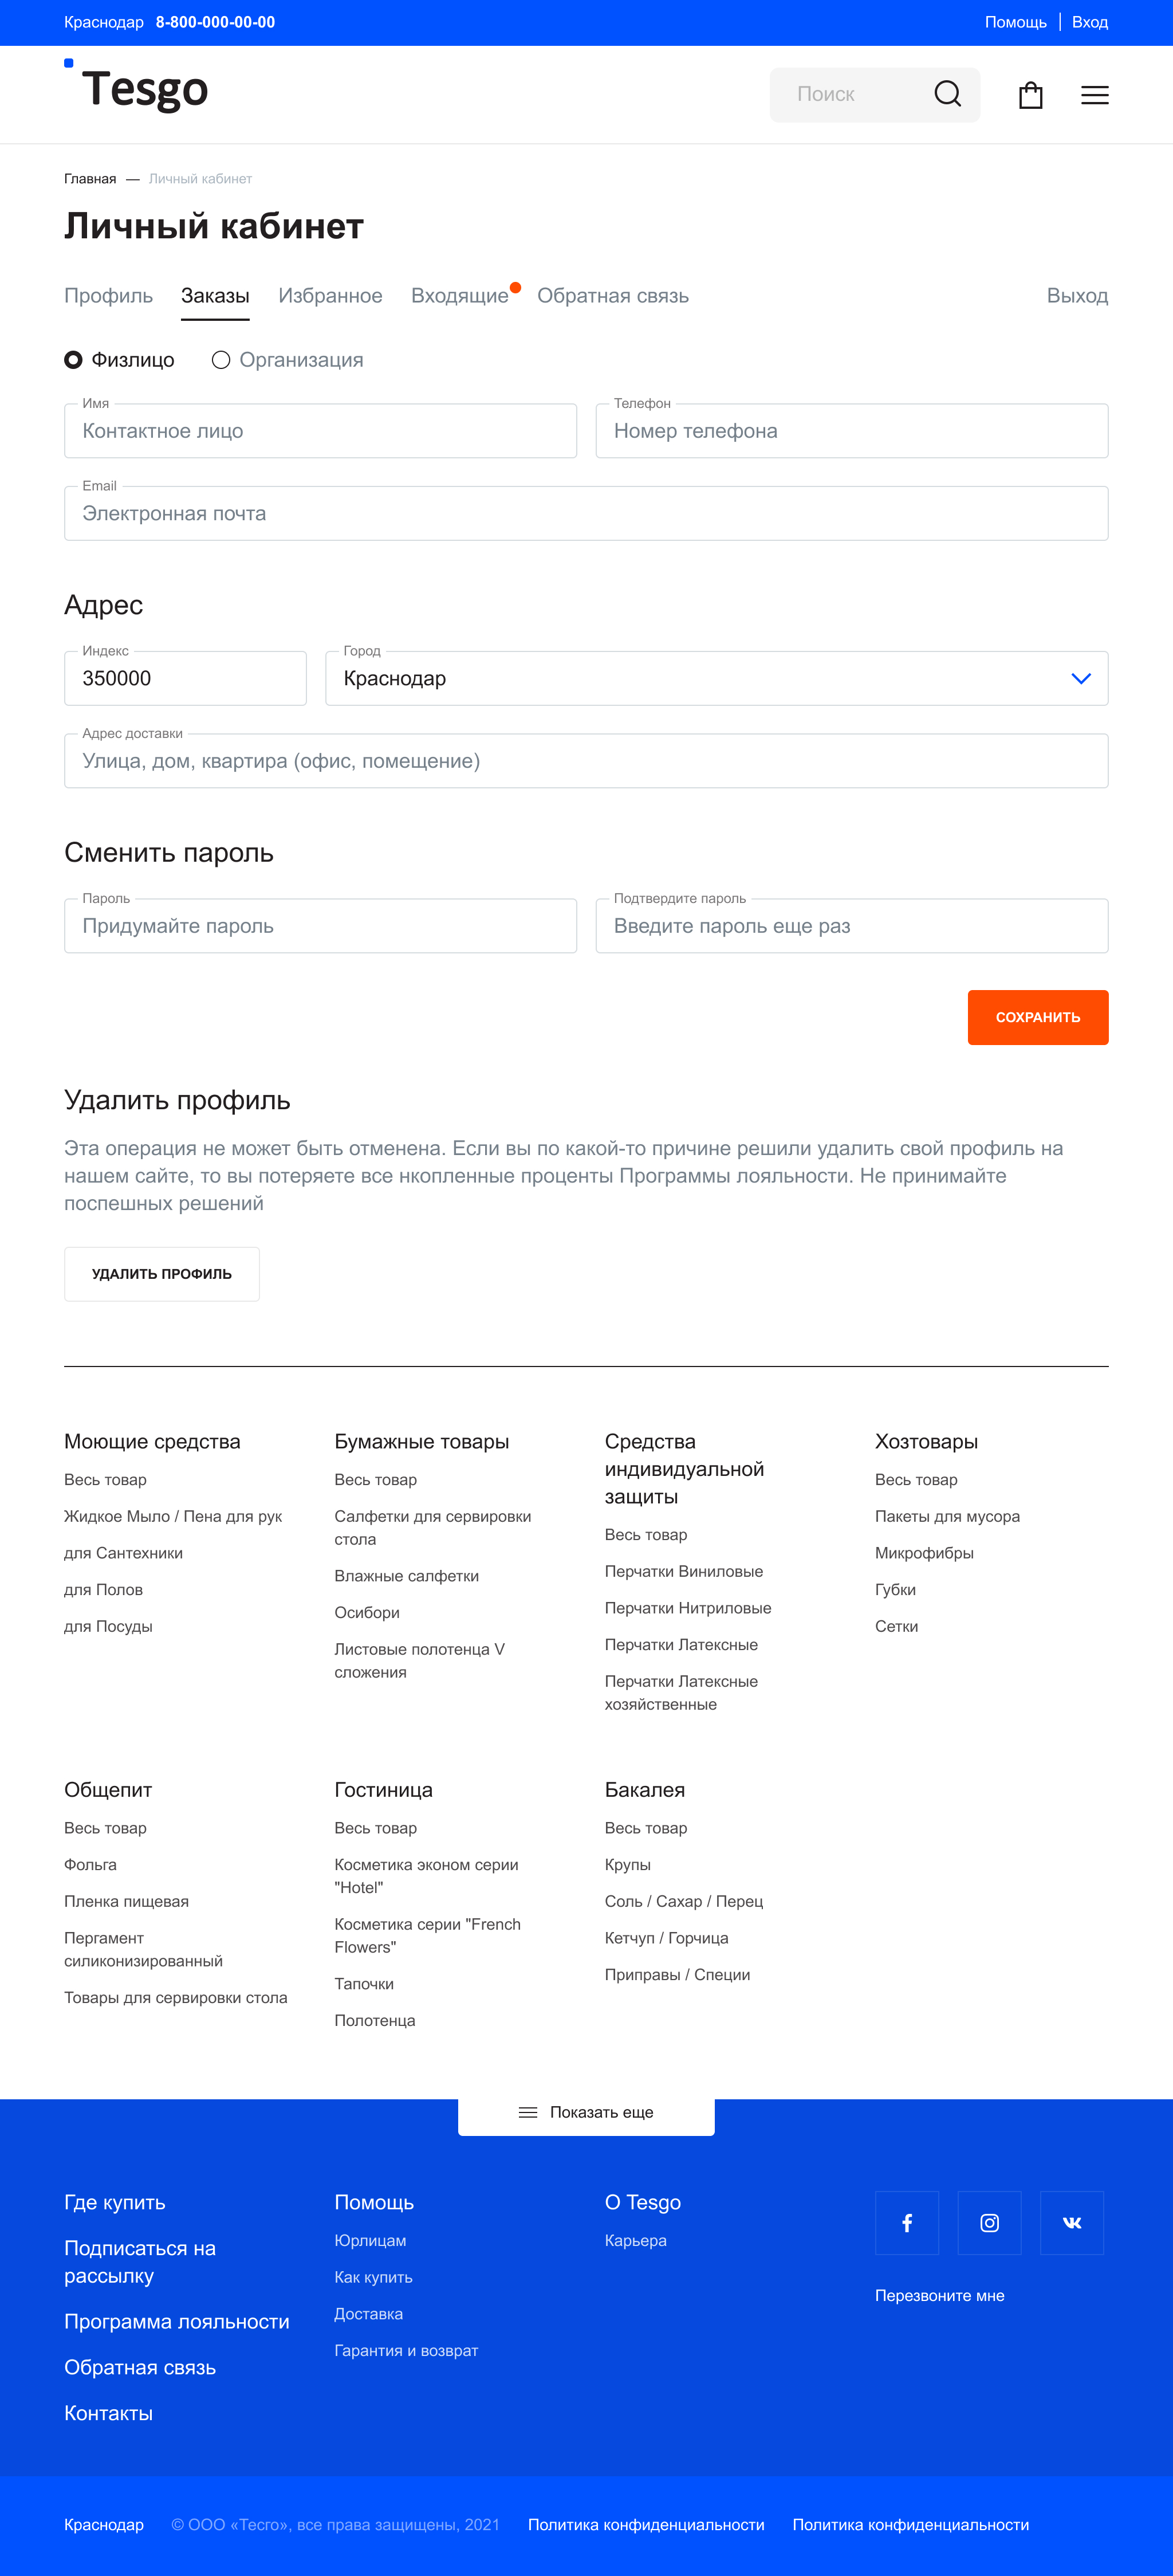 Краснодар 8-800-000-00-00
Помощь Вход
Tesgo
Поиск
Главная — Личный кабинет
Личный кабинет
Профиль Заказы Избранное Входящие Обратная связь Выход
Физлицо Организация
Имя Телефон
Контактное лицо Номер телефона
Email
Электронная почта
Адрес
Индекс Город
350000 Краснодар
Адрес доставки
Улица, дом, квартира (офис, помещение)
Сменить пароль
Пароль Подтвердите пароль
Придумайте пароль Введите пароль еще раз
СОХРАНИТЬ
Удалить профиль
Эта операция не может быть отменена. Если вы по какой-то причине решили удалить свой профиль на
нашем сайте, то вы потеряете все нкопленные проценты Программы лояльности. Не принимайте
поспешных решений
УДАЛИТЬ ПРОФИЛЬ
Моющие средства
Весь товар
Жидкое Мыло / Пена для рук
для Сантехники
для Полов
для Посуды
Бумажные товары
Весь товар
Салфетки для сервировки
стола
Влажные салфетки
Осибори
Листовые полотенца V
сложения
Средства
индивидуальной
защиты
Весь товар
Перчатки Виниловые
Перчатки Нитриловые
Перчатки Латексные
Перчатки Латексные
хозяйственные
Хозтовары
Весь товар
Пакеты для мусора
Микрофибры
Губки
Сетки
Общепит
Весь товар
Фольга
Пленка пищевая
Пергамент
силиконизированный
Товары для сервировки стола
Гостиница
Весь товар
Косметика эконом серии
"Hotel"
Косметика серии "French
Flowers"
Тапочки
Полотенца
Бакалея
Весь товар
Крупы
Соль / Сахар / Перец
Кетчуп / Горчица
Приправы / Специи
Показать еще
Где купить
Подписаться на
рассылку
Программа лояльности
Обратная связь
Контакты
Помощь
Юрлицам
Как купить
Доставка
Гарантия и возврат
О Tesgo
Карьера
Перезвоните мне
Краснодар © ООО «Тесго», все права защищены, 2021 Политика конфиденциальности Политика конфиденциальности